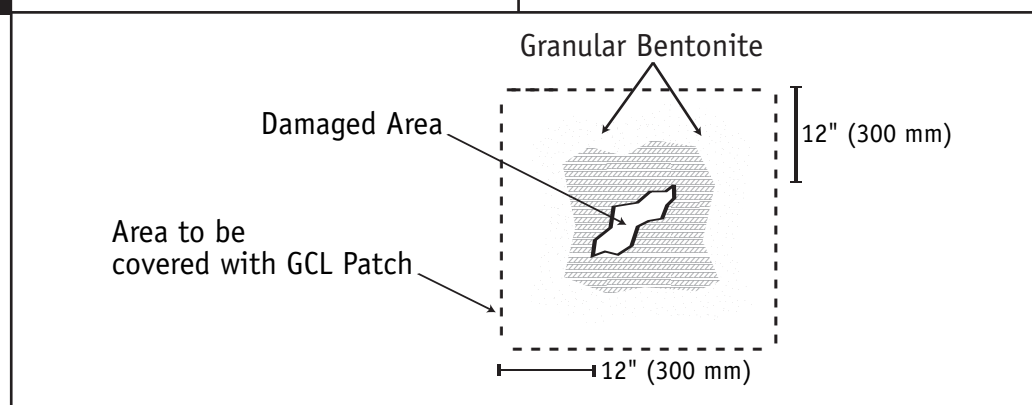 Granular Bentonite
Damaged Area
12" (300 mm)
Area to be
covered with GCL Patch
12" (300 mm)